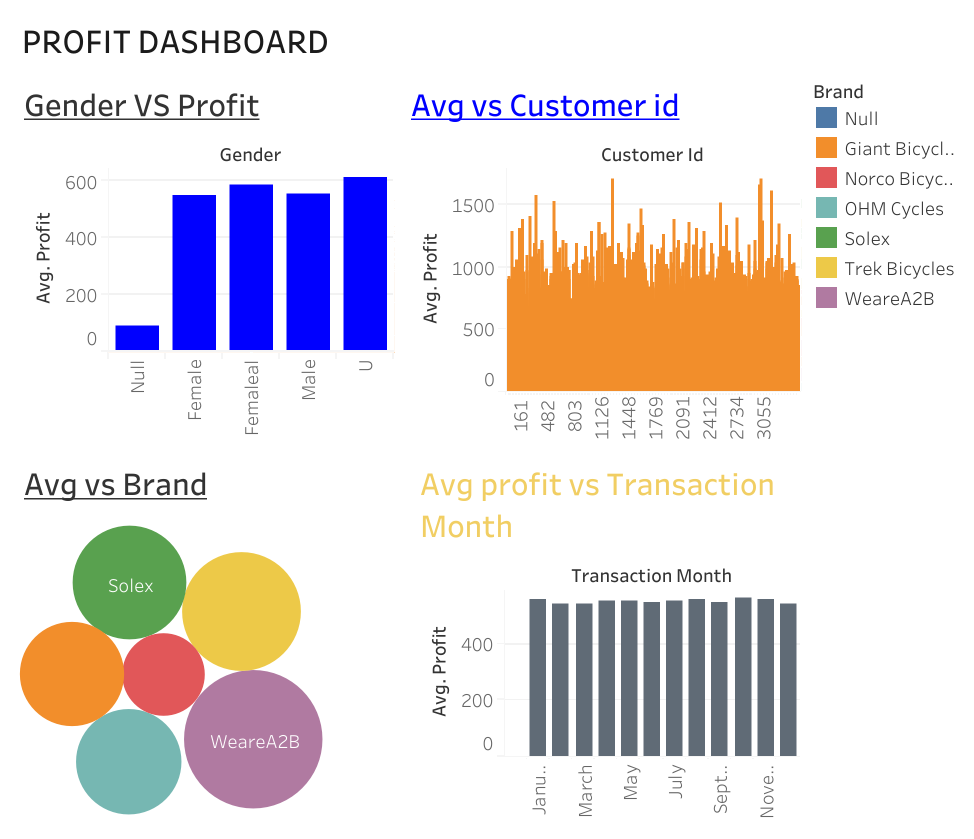 PROFIT DASHBOARD
Gender VS Profit
Gender
Avg. Profit
600
400
200
0
Null
Female
Femaleal
Male
U
Avg vs Customer id
Customer Id
Avg. Profit
1500
1000
500
0
161
482
803
1126
1448
1769
2091
2412
2734
3055
Brand
Null
Giant Bicycl..
Norco Bicyc..
OHM Cycles
Solex
Trek Bicycles
WeareA2B
Avg vs Brand
Solex
WeareA2B
Avg profit vs Transaction
Month
Transaction Month
Avg. Profit
400
200
0
Janu..
March
May
July
Sept..
Nove..